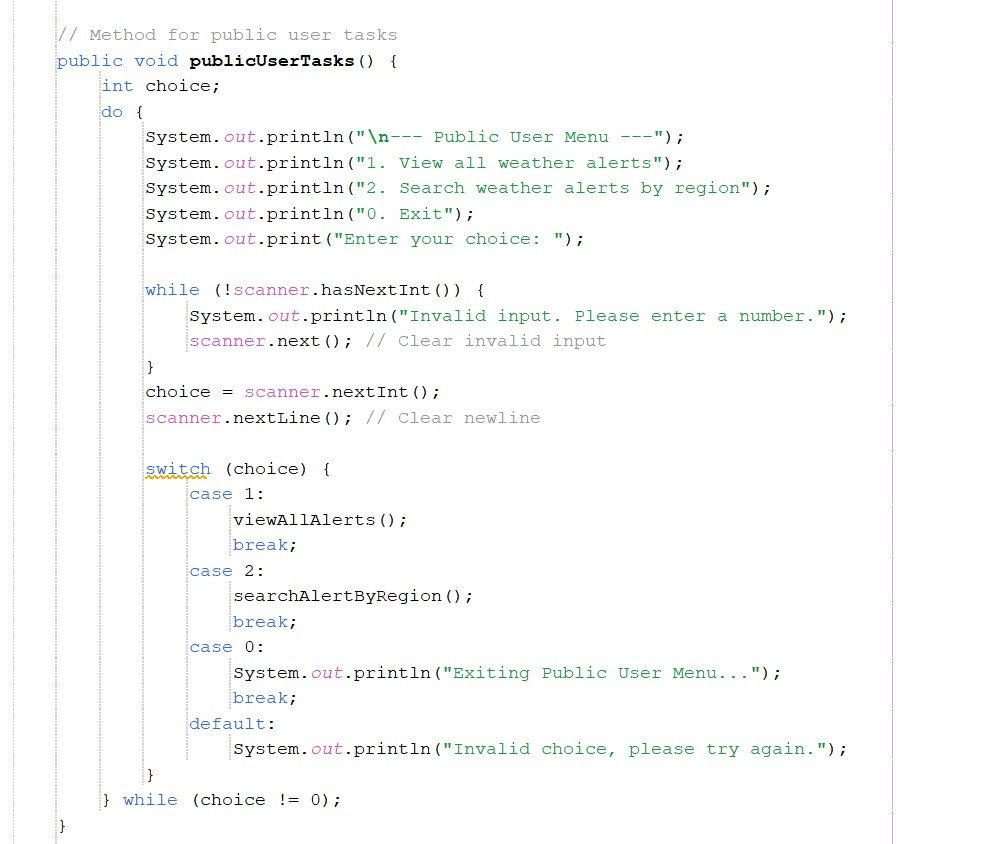 // Method for public user tasks
public void publicUserTasks() {
    int choice;
    do {
        System.out.println("\n--- Public User Menu ---");
        System.out.println("1. View all weather alerts");
        System.out.println("2. Search weather alerts by region");
        System.out.println("0. Exit");
        System.out.print("Enter your choice: ");

        while (!scanner.hasNextInt()) {
            System.out.println("Invalid input. Please enter a number.");
            scanner.next(); // Clear invalid input
        }
        choice = scanner.nextInt();
        scanner.nextLine(); // Clear newline

        switch (choice) {
            case 1:
                viewAllAlerts();
                break;
            case 2:
                searchAlertByRegion();
                break;
            case 0:
                System.out.println("Exiting Public User Menu...");
                break;
            default:
                System.out.println("Invalid choice, please try again.");
        }
    } while (choice != 0);
}